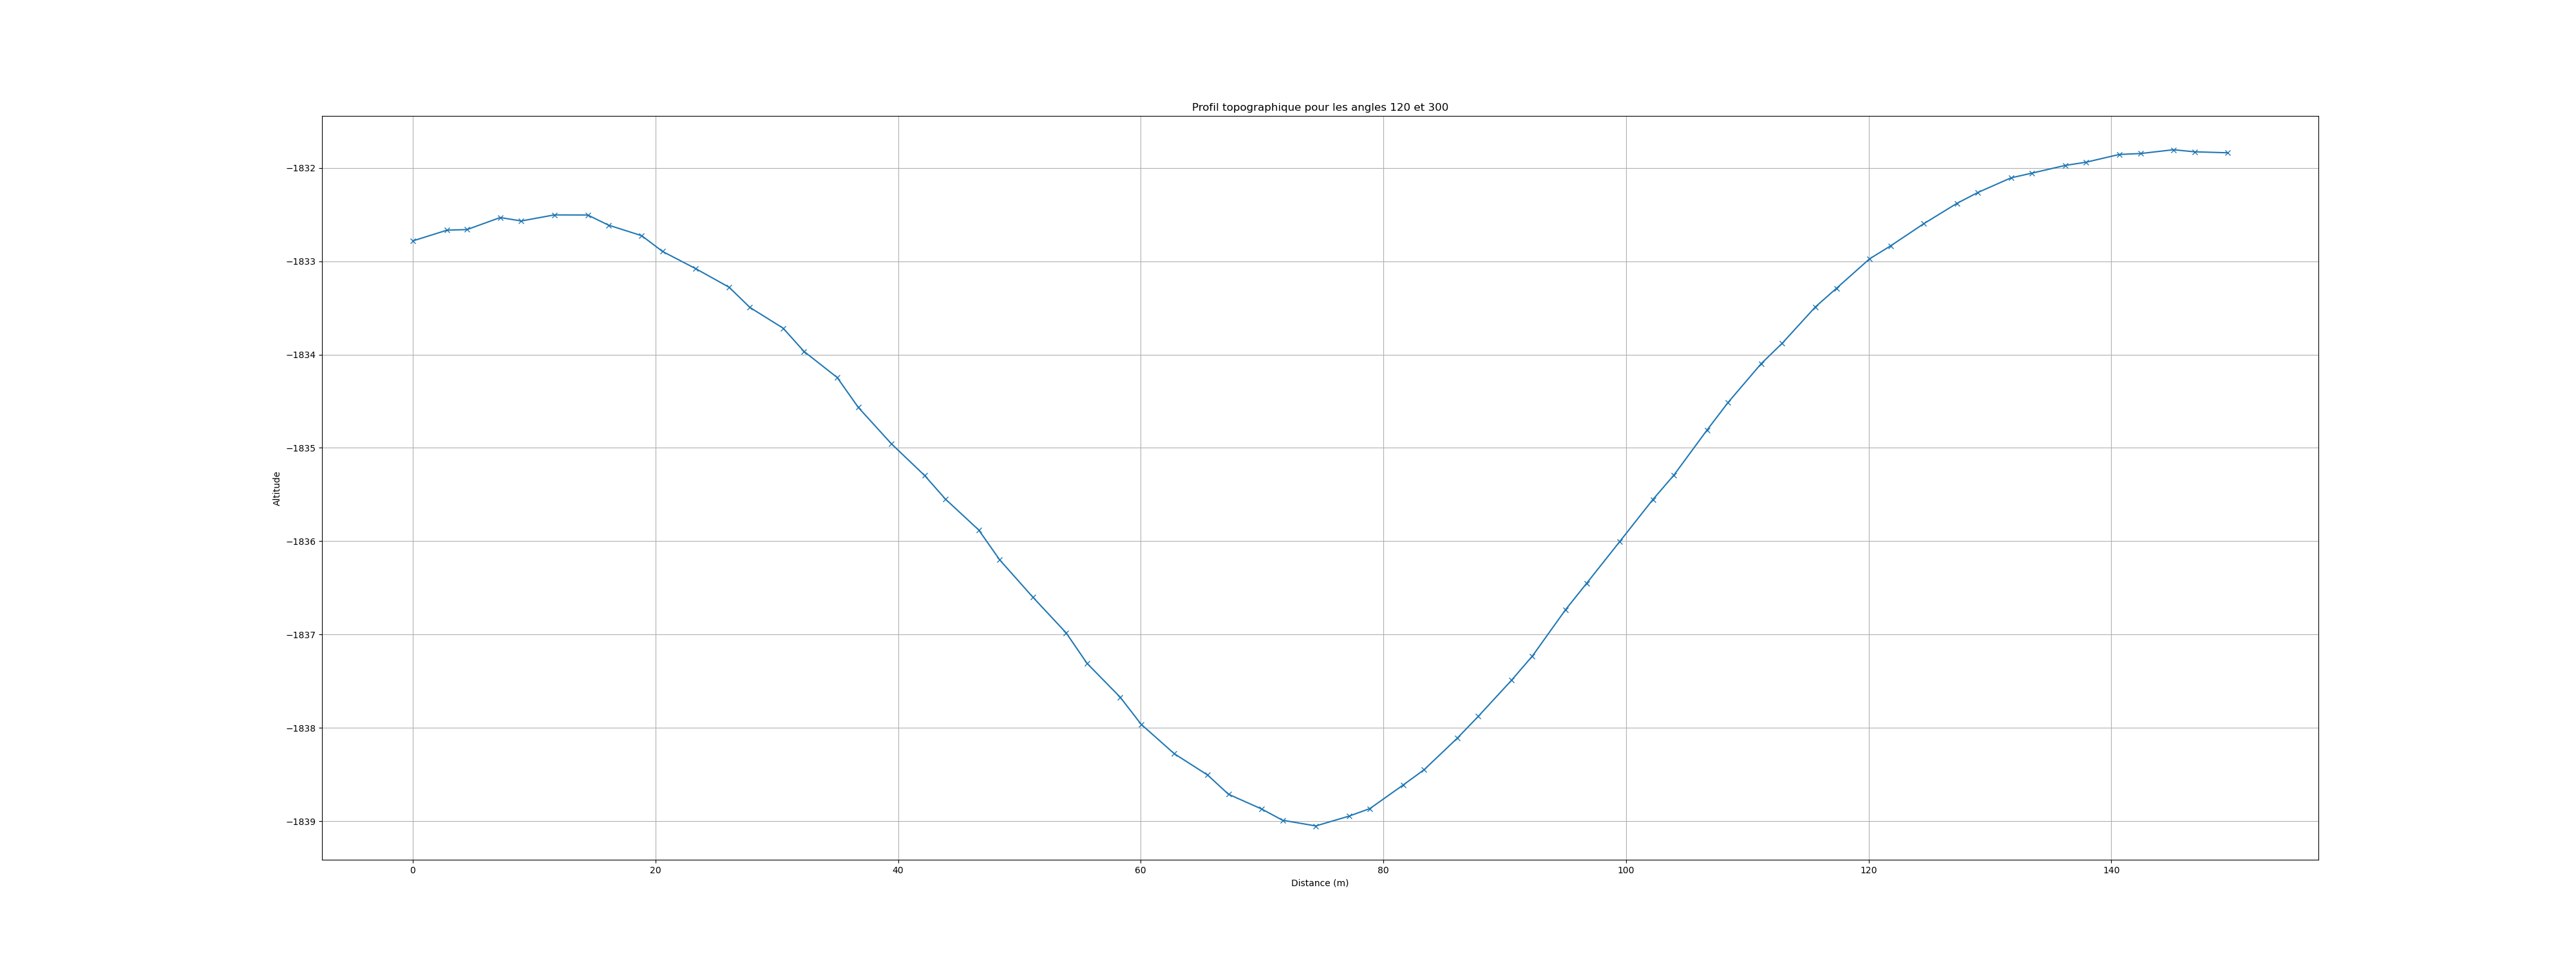 Profil topographique pour les angles 120 et 300
−1832
−1833
−1834
−1835
−1836
−1837
−1838
−1839
Altitude
0 20 40 60 80 100 120 140
Distance (m)